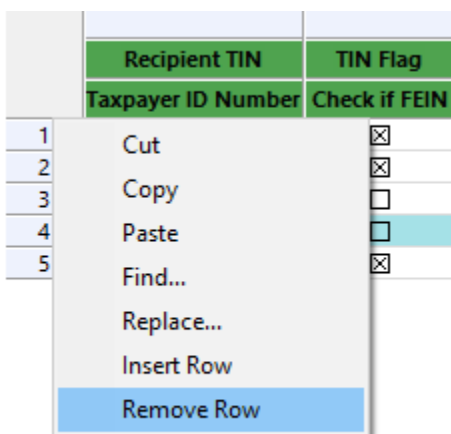 Recipient TIN TIN Flag
Taxpayer ID Number Check if FEIN
1
2
3
4
5
Cut
Copy
Paste
Find...
Replace...
Insert Row
Remove Row